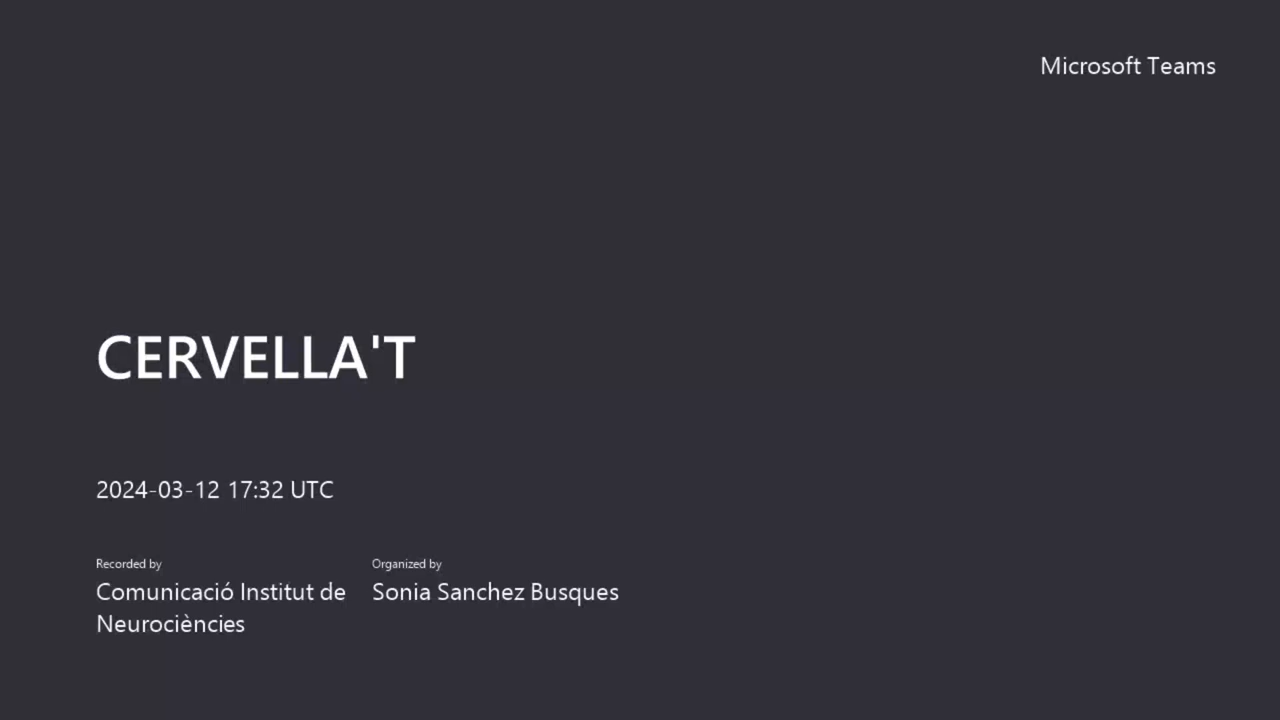 Microsoft Teams
CERVELLA'T
2024-03-12 17:32 UTC
Recorded by
Comunicació Institut de
Neurociències
Organized by
Sonia Sanchez Busques